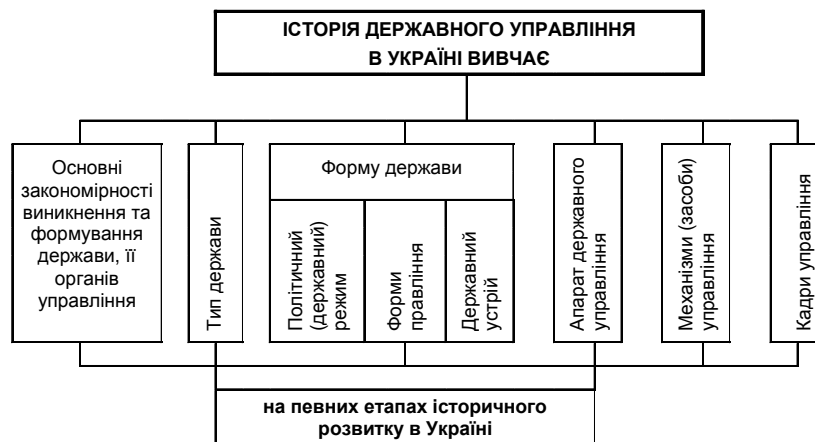 ІСТОРІЯ ДЕРЖАВНОГО УПРАВЛІННЯ
В УКРАЇНІ ВИВЧАЄ
Основні
закономірності
виникнення та
формування
держави, її
органів
управління
Тип держави
Форму держави
Політичний
(державний)
режим
Форми
правління
Державний
устрій
Апарат державного
управління
Механізми (засоби)
управління
Кадри управління
на певних етапах історичного
розвитку в Україні